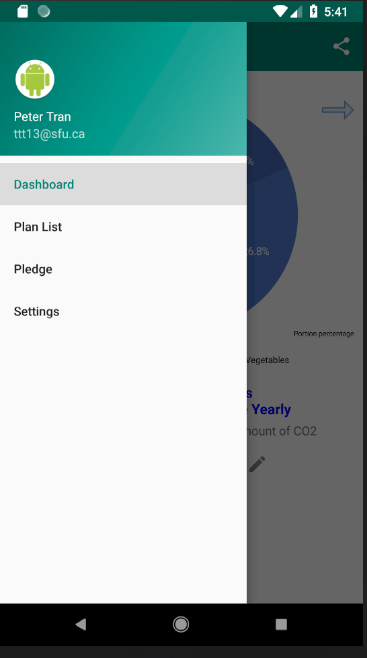 5:41
Peter Tran
ttt13@sfu.ca
Dashboard
Plan List
Pledge
Settings
%
6.8%
Portion percentage
Vegetables
s
Yearly
ount of CO2